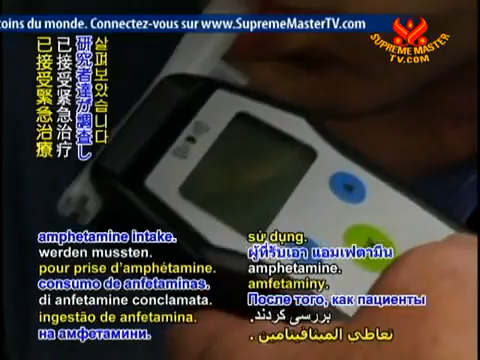 oins du monde. Connectez-vous sur www.SupremeMasterTV.com
SUPREME MASTER
TV.COM
살펴보았습니다
研究者達が調査し
已接受紧急治疗
已接受緊急治療
amphetamine intake.
werden mussten.
pour prise d'amphétamine.
consumo de anfetaminas.
di anfetamine conclamata.
ingestão de anfetamina.
на амфетамини.
sử dụng.
ผู้ที่รับเอา แอมเฟตามีน
amphetamine.
amfetaminy.
После того, как пациенты
بررسی کردند.
تعاطي الميثافيتامين .